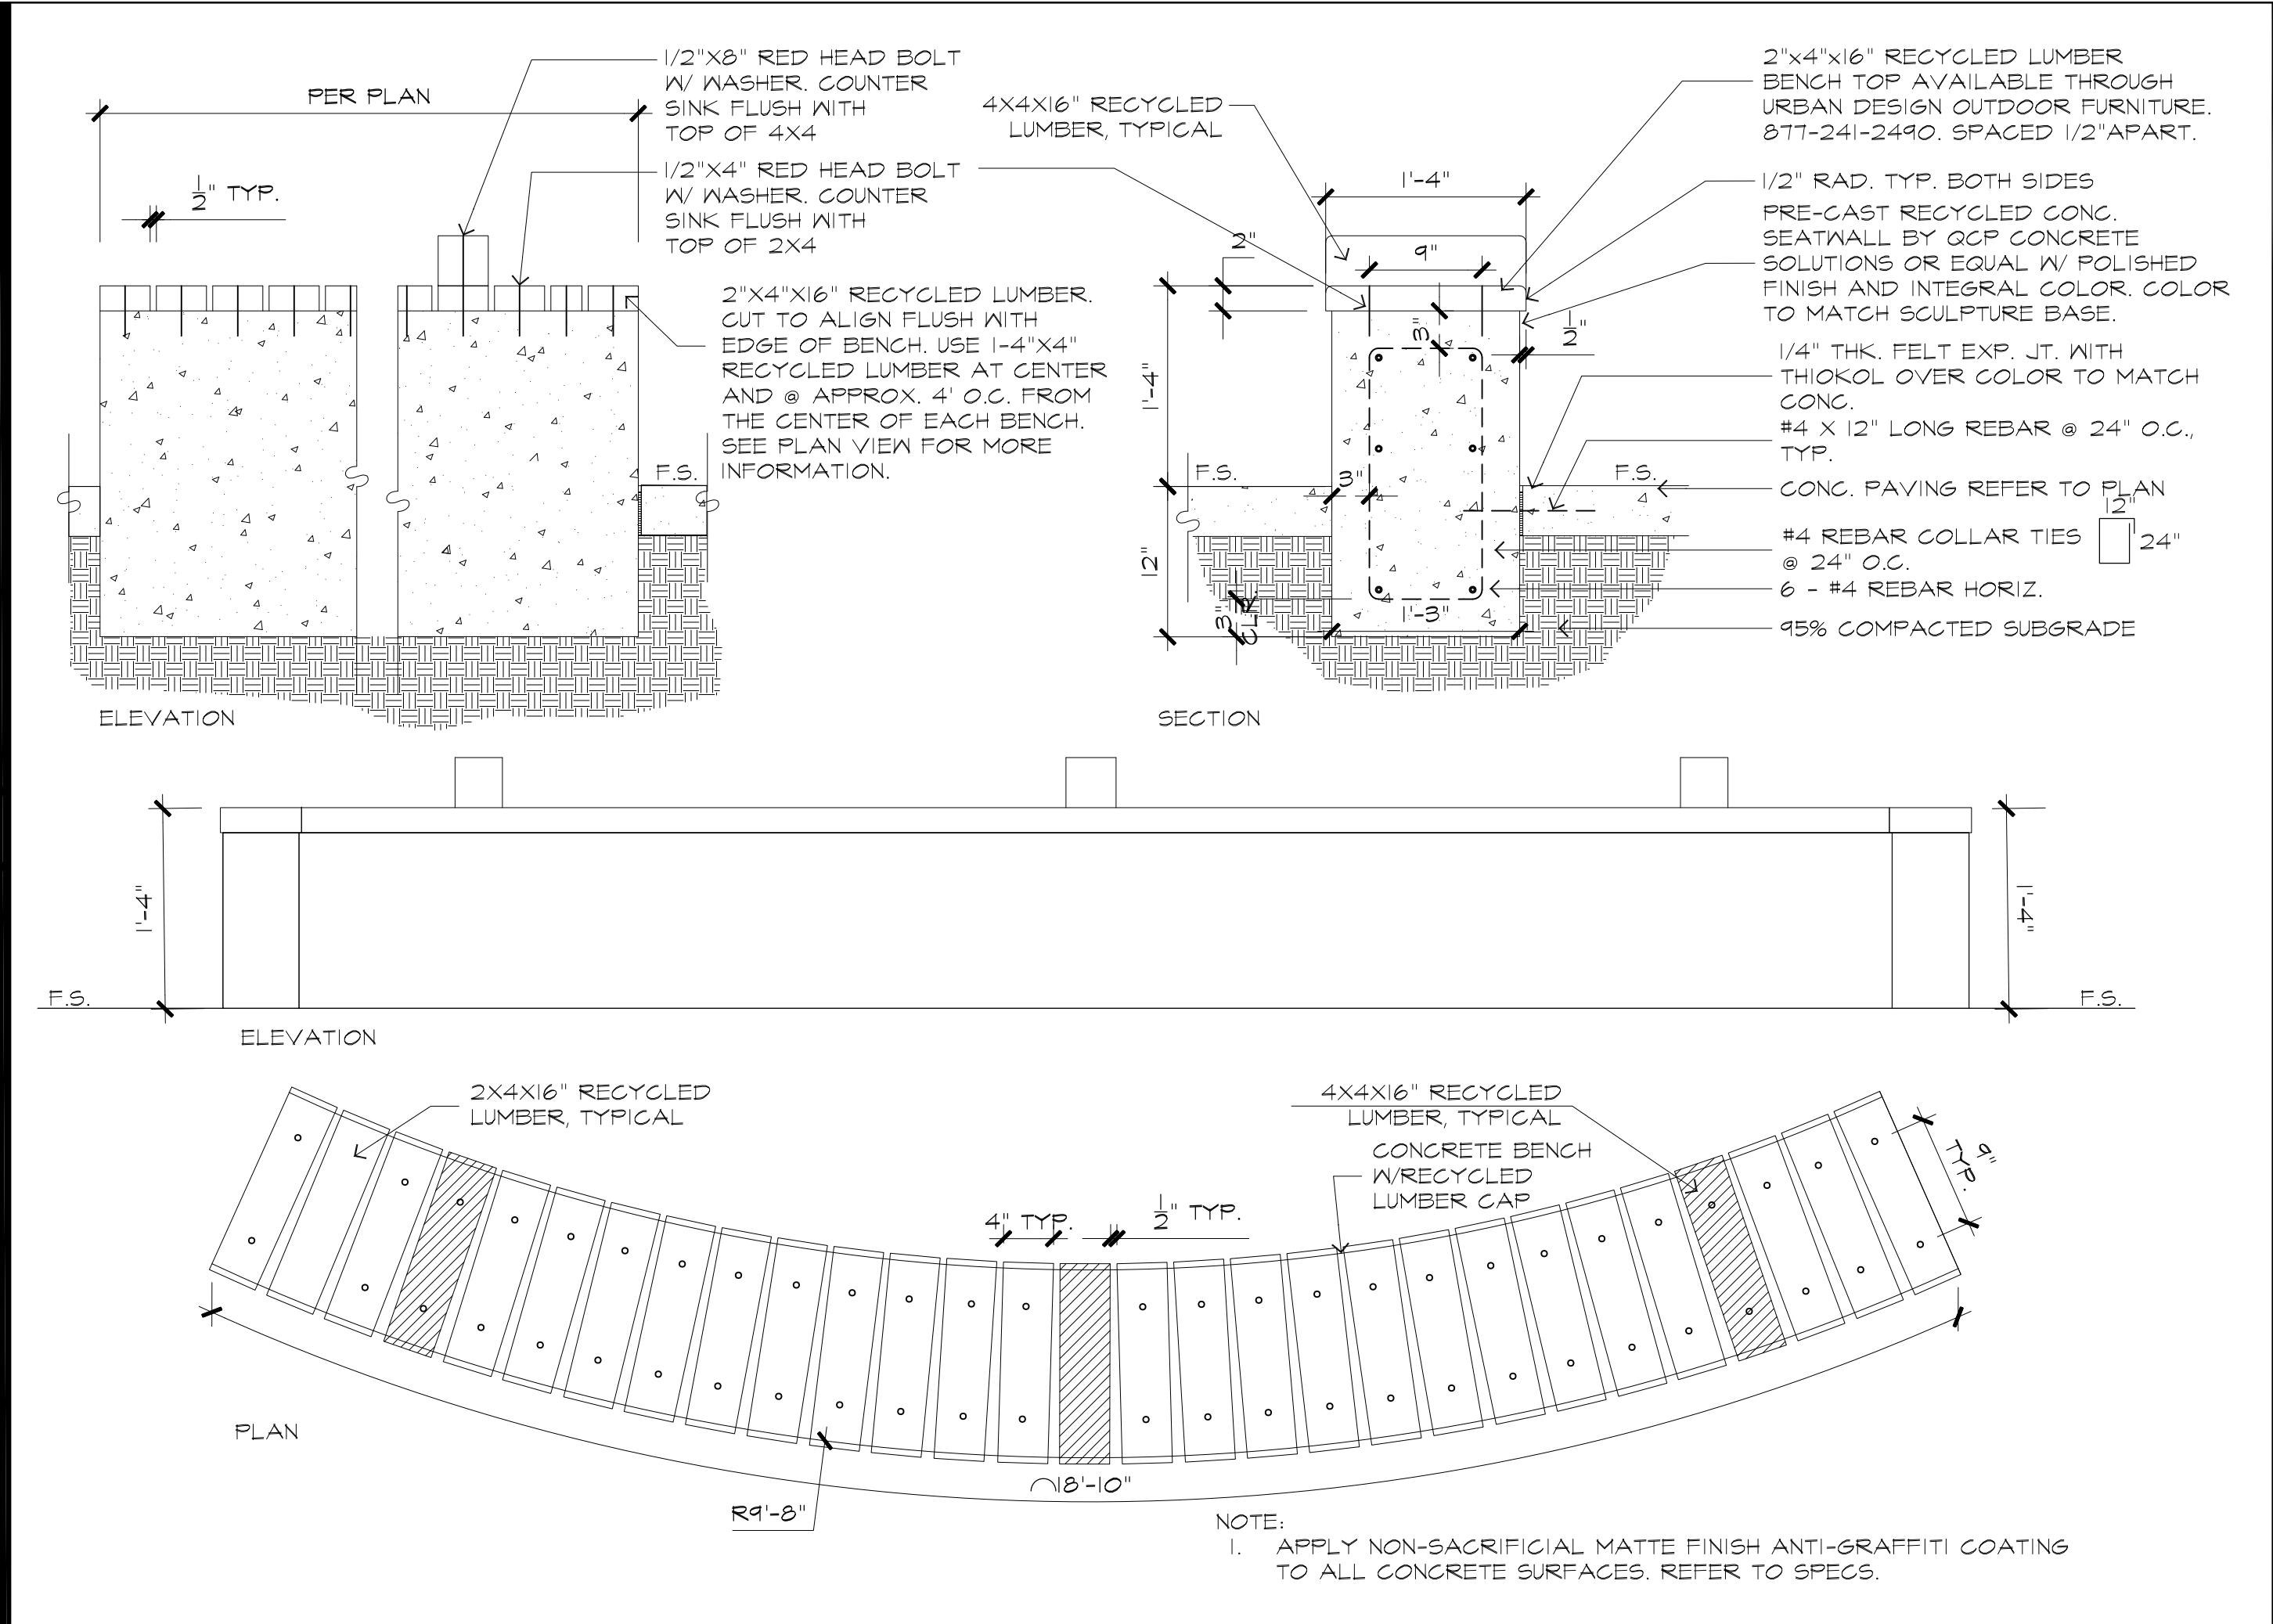 PER PLAN
1/2" TYP.
1/2"X8" RED HEAD BOLT
W/ WASHER. COUNTER
SINK FLUSH WITH
TOP OF 4X4
1/2"X4" RED HEAD BOLT
W/ WASHER. COUNTER
SINK FLUSH WITH
TOP OF 2X4
2"X4"X16" RECYCLED LUMBER.
CUT TO ALIGN FLUSH WITH
EDGE OF BENCH. USE 1-4"X4"
RECYCLED LUMBER AT CENTER
AND @ APPROX. 4' O.C. FROM
THE CENTER OF EACH BENCH.
SEE PLAN VIEW FOR MORE
INFORMATION.
F.S.
ELEVATION
4X4X16" RECYCLED
LUMBER, TYPICAL
1'-4"
2"
9"
3"
1/2"
1'-4"
F.S.
3"
F.S.
12"
3"
CLR.
1'-3"
SECTION
2"x4"x16" RECYCLED LUMBER
BENCH TOP AVAILABLE THROUGH
URBAN DESIGN OUTDOOR FURNITURE.
877-241-2490. SPACED 1/2"APART.
1/2" RAD. TYP. BOTH SIDES
PRE-CAST RECYCLED CONC.
SEATWALL BY QCP CONCRETE
SOLUTIONS OR EQUAL W/ POLISHED
FINISH AND INTEGRAL COLOR. COLOR
TO MATCH SCULPTURE BASE.
1/4" THK. FELT EXP. JT. WITH
THIOKOL OVER COLOR TO MATCH
CONC.
#4 X 12" LONG REBAR @ 24" O.C.,
TYP.
CONC. PAVING REFER TO PLAN
12"
#4 REBAR COLLAR TIES
@ 24" O.C.
24"
6 - #4 REBAR HORIZ.
95% COMPACTED SUBGRADE
1'-4"
1'-4"
F.S.
F.S.
ELEVATION
2X4X16" RECYCLED
LUMBER, TYPICAL
4X4X16" RECYCLED
LUMBER, TYPICAL
CONCRETE BENCH
W/RECYCLED
LUMBER CAP
9"
TYP.
4" TYP.
1/2" TYP.
PLAN
18'-10"
R9'-8"
NOTE:
1. APPLY NON-SACRIFICIAL MATTE FINISH ANTI-GRAFFITI COATING
TO ALL CONCRETE SURFACES. REFER TO SPECS.